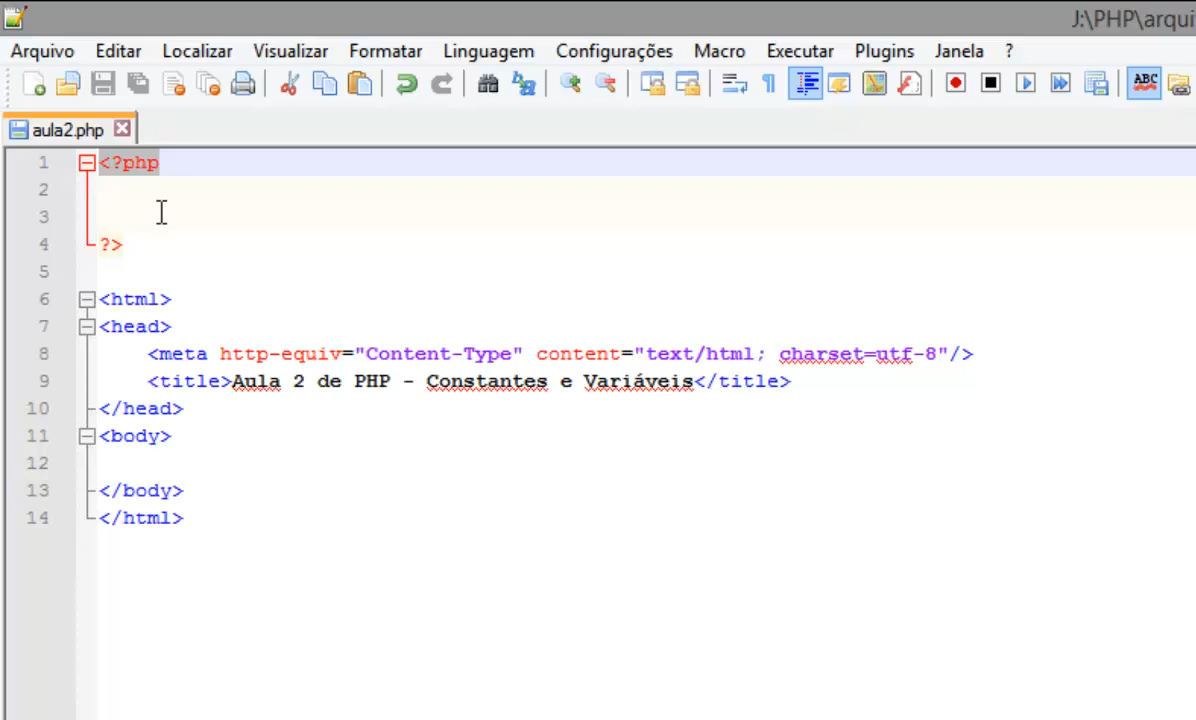 J:\PHP\arqui
Arquivo Editar Localizar Visualizar Formatar Linguagem Configurações Macro Executar Plugins Janela ?
ABC
aula2.php
1 <?php
2
3
4 ?>
5
6 <html>
7 <head>
8 <meta http-equiv="Content-Type" content="text/html; charset=utf-8"/>
9 <title>Aula 2 de PHP - Constantes e Variáveis</title>
10 </head>
11 <body>
12
13 </body>
14 </html>